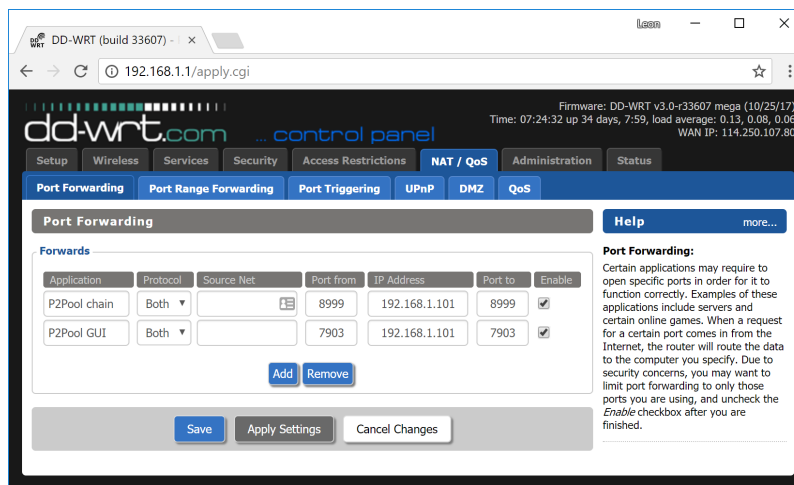 Leon
DD-WRT (build 33607) -
192.168.1.1/apply.cgi
Firmware: DD-WRT v3.0-r33607 mega (10/25/17)
Time: 07:24:32 up 34 days, 7:59, load average: 0.13, 0.08, 0.06
WAN IP: 114.250.107.80
dd-wrt.com ... control panel
Setup Wireless Services Security Access Restrictions NAT / QoS Administration Status
Port Forwarding Port Range Forwarding Port Triggering UPnP DMZ QoS
Port Forwarding
Forwards
Application Protocol Source Net Port from IP Address Port to Enable
P2Pool chain Both 8999 192.168.1.101 8999
P2Pool GUI Both 7903 192.168.1.101 7903
Add Remove
Save Apply Settings Cancel Changes
Help more...
Port Forwarding:
Certain applications may require to
open specific ports in order for it to
function correctly. Examples of these
applications include servers and
certain online games. When a request
for a certain port comes in from the
Internet, the router will route the data
to the computer you specify. Due to
security concerns, you may want to
limit port forwarding to only those
ports you are using, and uncheck the
Enable checkbox after you are
finished.